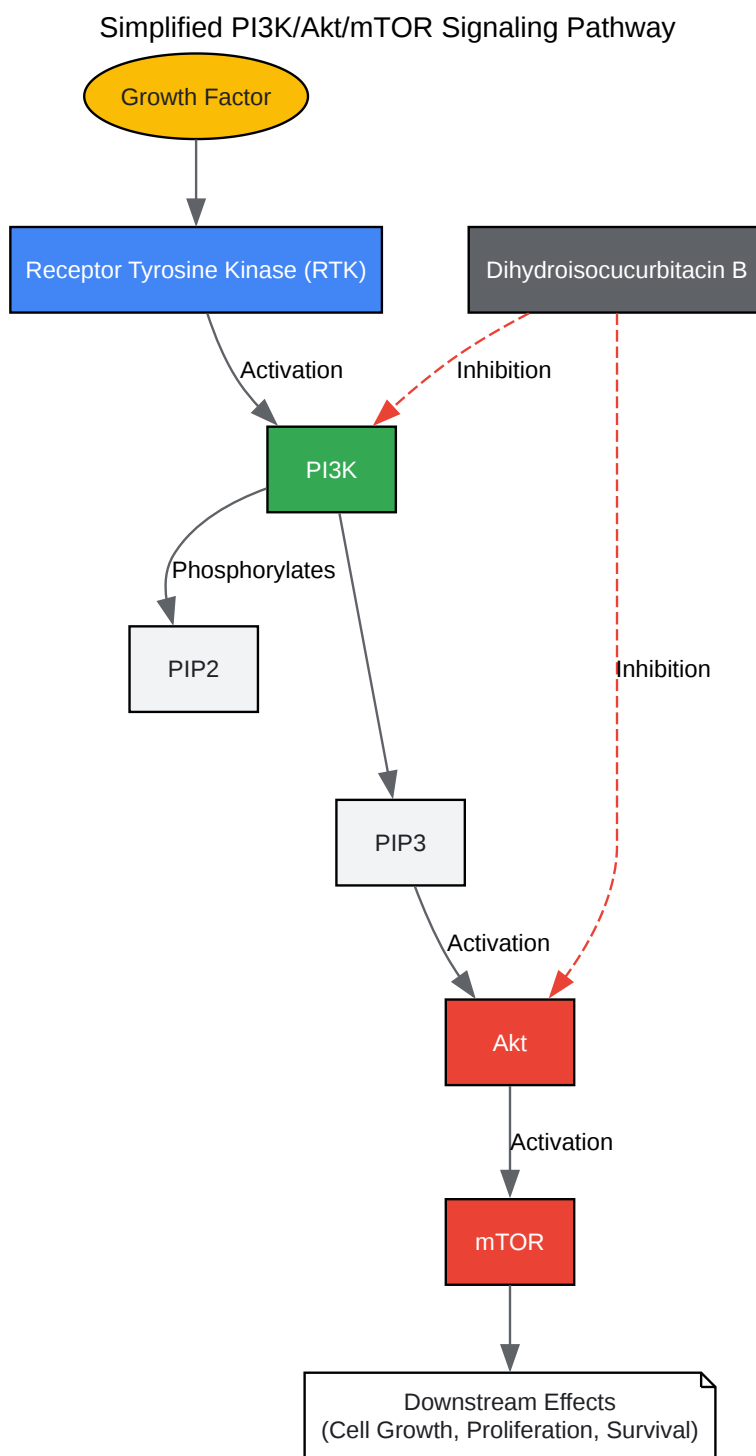 Simplified PI3K/Akt/mTOR Signaling Pathway
Growth Factor
Receptor Tyrosine Kinase (RTK)
Dihydroisocucurbitacin B
Activation
Inhibition
PI3K
Phosphorylates
PIP2
Inhibition
PIP3
Activation
Akt
Activation
mTOR
Downstream Effects
(Cell Growth, Proliferation, Survival)